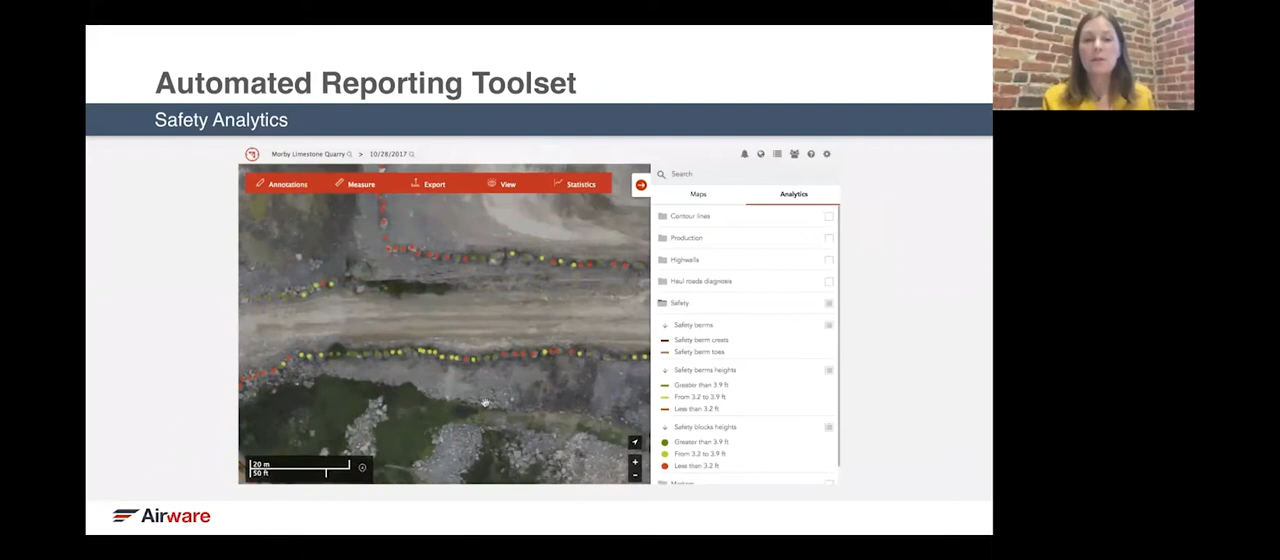 Automated Reporting Toolset
Safety Analytics
Morby Limestone Quarry > 10/28/2017
Annotations Measure Export View Statistics
Search
Maps Analytics
Contour lines
Production
Highwalls
Haul roads diagnosis
Safety
Safety berms
Safety berm crests
Safety berm toes
Safety berms heights
Greater than 3.9 ft
From 3.2 to 3.9 ft
Less than 3.2 ft
Safety blocks heights
Greater than 3.9 ft
From 3.2 to 3.9 ft
Less than 3.2 ft
20 m
50 ft
Airware